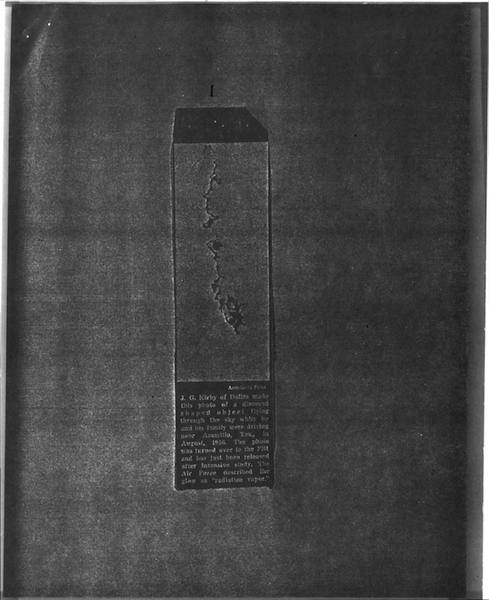 1
Associated Press
J. G. Kirby of Dallas made
this photo of a diamond
shaped object flying
through the sky while he
and his family were driving
near Amarillo, Tex., in
August, 1956. The photo
was turned over to the FBI
and has just been released
after intensive study. The
Air Force described the
glow as "radiation vapor."